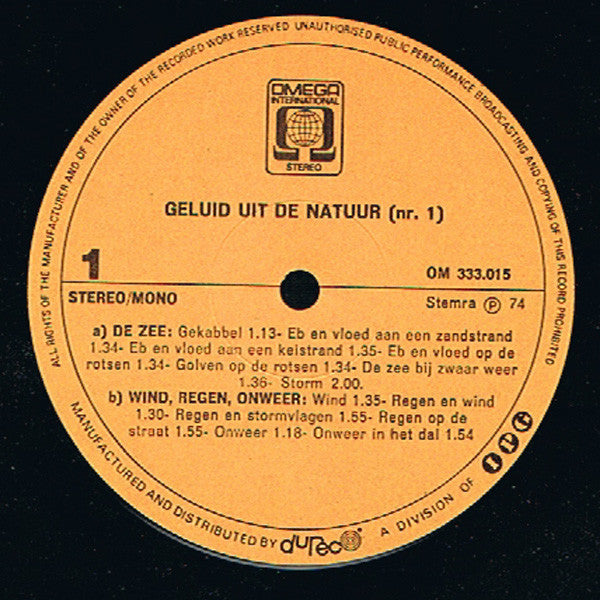 ALL RIGHTS OF THE MANUFACTURER AND OF THE OWNER OF THE RECORDED WORK RESERVED UNAUTHORISED PUBLIC PERFORMANCE BROADCASTING AND COPYING OF THIS RECORD PROHIBITED
OMEGA
INTERNATIONAL
STEREO
GELUID UIT DE NATUUR (nr. 1)
1
OM 333.015
STEREO/MONO
Stemra Ⓟ 74
a) DE ZEE: Gekabbel 1.13- Eb en vloed aan een zandstrand
1.34- Eb en vloed aan een keistrand 1.35- Eb en vloed op de
rotsen 1.34- Golven op de rotsen 1.34- De zee bij zwaar weer
1.36- Storm 2.00.
b) WIND, REGEN, ONWEER: Wind 1.35- Regen en wind
1.30- Regen en stormvlagen 1.55- Regen op de
straat 1.55- Onweer 1.18- Onweer in het dal 1.54
MANUFACTURED AND DISTRIBUTED BY dureco A DIVISION OF